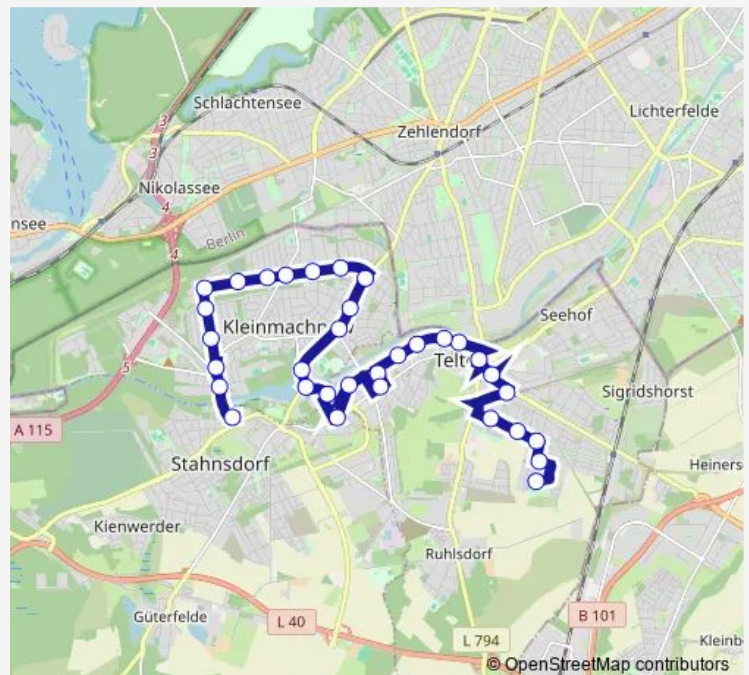 Schlachtensee
Lichterfelde
Zehlendorf
3
3
Nikolassee
4
nsee
Berlin
4
Seehof
Kleinmachn
w
5
Telt
Sigridshorst
A 115
Stahnsdorf
Heiners
Kienwerder
Ruhlsdorf
Güterfelde
L 40
B 101
L 794
Kleinb
© OpenStreetMap contributors